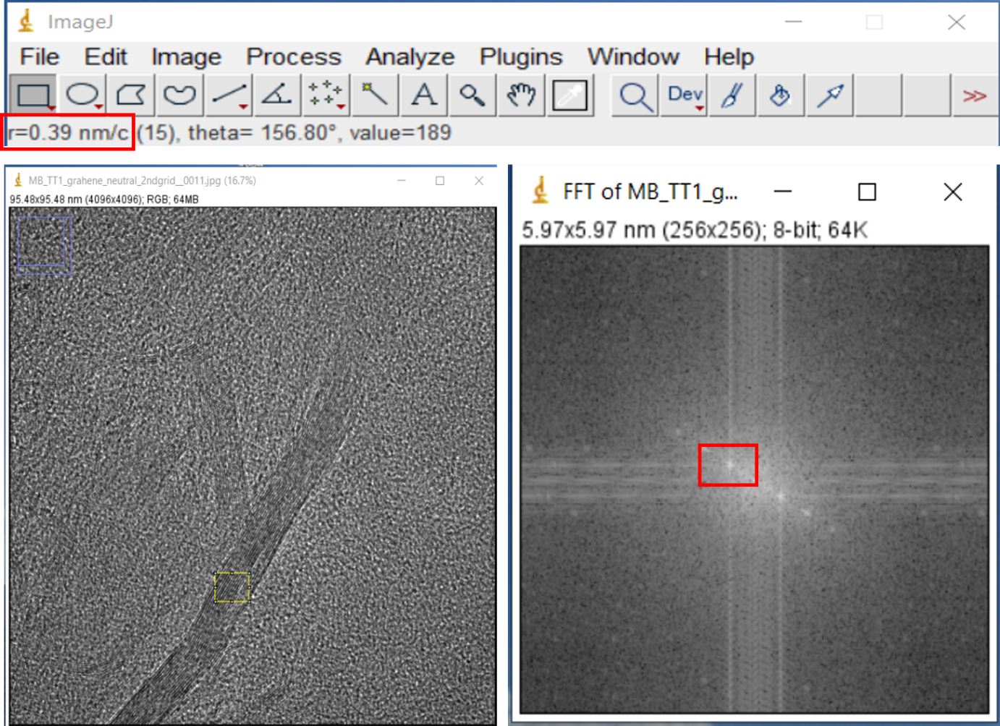 ImageJ
File Edit Image Process Analyze Plugins Window Help
A Dev >>
r=0.39 nm/c (15), theta= 156.80°, value=189
MB_TT1_grahene_neutral_2ndgrid__0011.jpg (16.7%)
95.48x95.48 nm (4096x4096); RGB; 64MB
FFT of MB_TT1_g...
5.97x5.97 nm (256x256); 8-bit; 64K